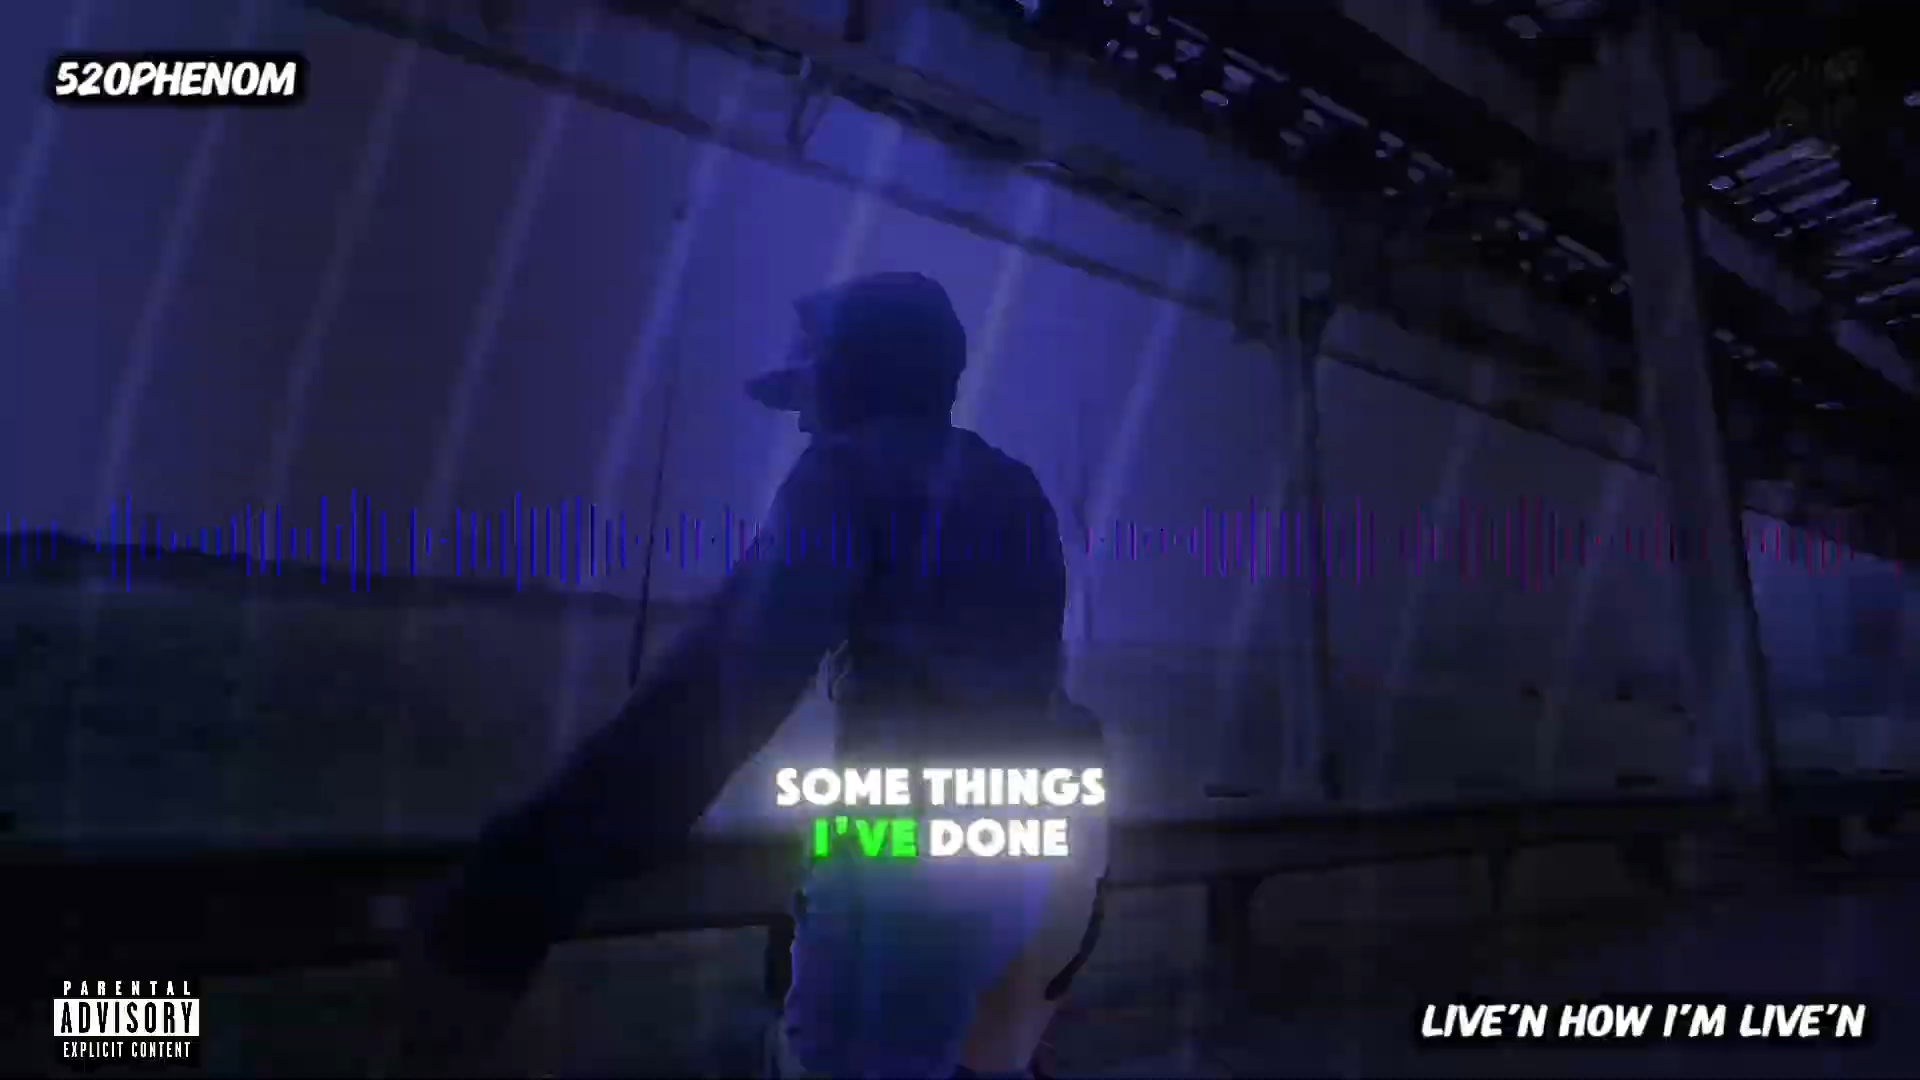 520PHENOM
SOME THINGS
I'VE DONE
PARENTAL
ADVISORY
EXPLICIT CONTENT
LIVE'N HOW I'M LIVE'N